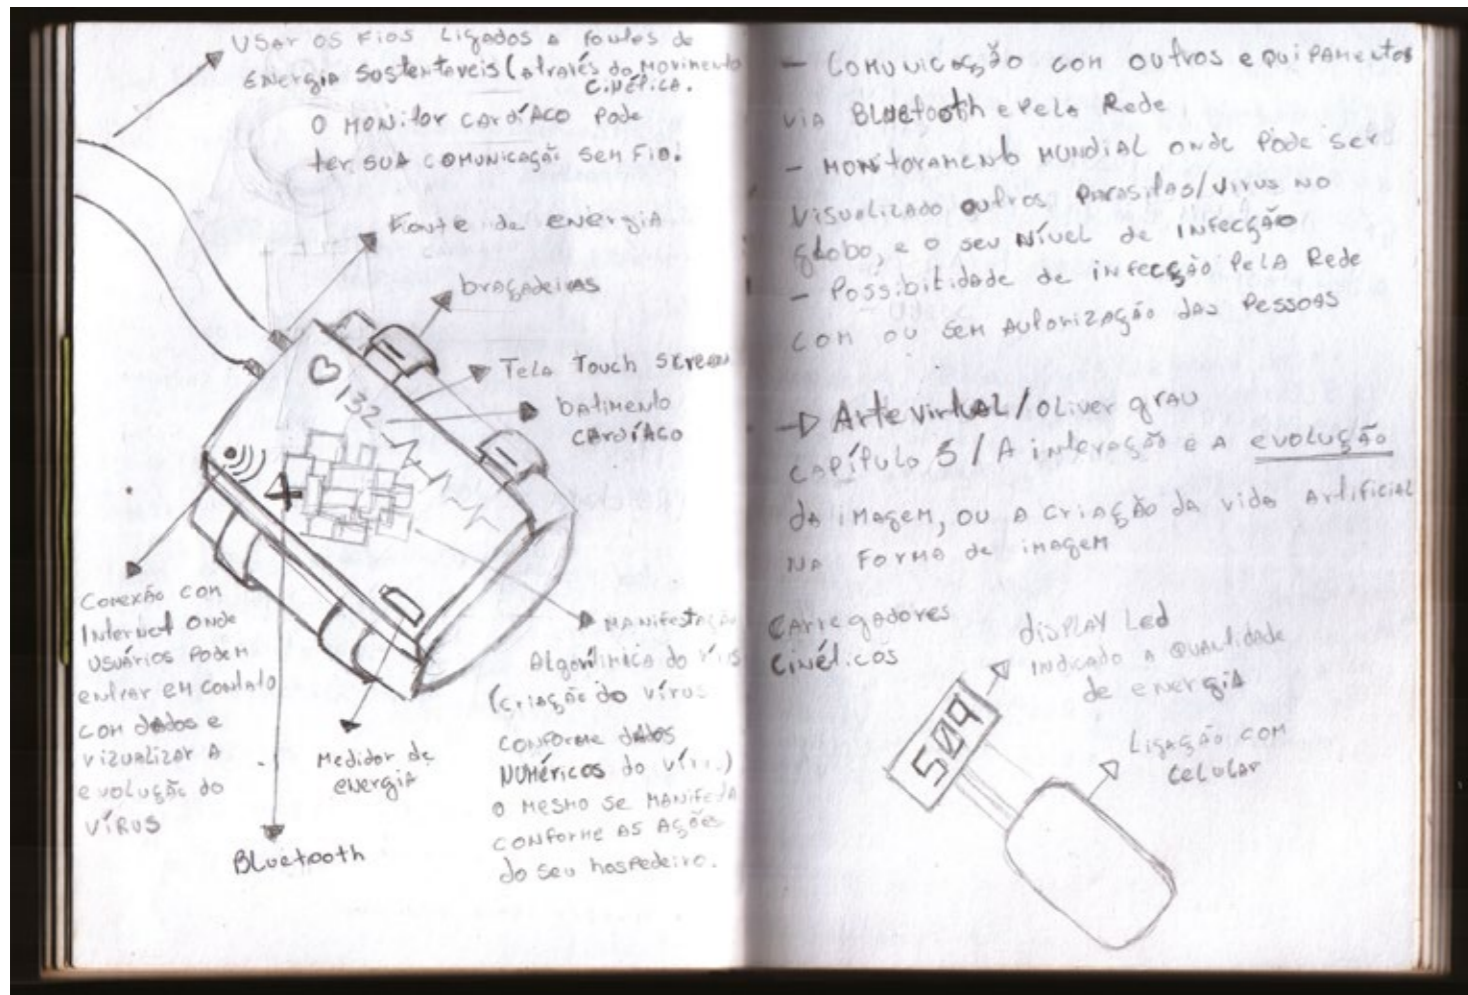 USAr OS FiOS LigAdOS A fontes de
ENErgiA SUStENtAveiS (Através do MoviMENto
CiNéticA.
O MONitor CArdÍACO Pode
ter SUA COMUNicAção SEM Fio!
Fonte de ENErgiA
braçadeiras
TelA Touch Screen
bAtiMENto
CArdÍACO
132
CONEXÃO COM
INterNet ONde
USUários Podem
entrar EM CONtAto
COM dAdos e
VizUAlizAr A
evolução do
VÍRUS
Bluetooth
Medidor de
ENErgiA
MANifestAção
AlgorítMicA do VÍrus
(CriAção do VÍrus
CONFORME dAdos
NUMéricos do VÍrus)
O MESMO SE MANifestA
CONFORME AS Ações
do Seu hospedeiro.
- COMUNicAção COM OUtros eqUiPAMentos
VIA Bluetooth e PelA Rede
- MONitorAMENto MUNdiAL ONde Pode Ser
VisUAlizAdo OUtros PArAsitAs/VírUs NO
globo, e O Seu NÍvel de INFecção
- PossibilidAde de INfecção PelA Rede
COM OU SEM AUtorizAção dAs PessoAs
Arte virtual / OLiver grAu
CAPÍtulo 5 / A interAção e A evolUção
dA iMAgeM, OU A CriAção dA vidA Artificial
NA FormA de iMAgeM
CArregAdores
CiNéticos
display Led
iNdicAdo A qUANtidAde
de eNergiA
509
LigAção COM
CelUlAr